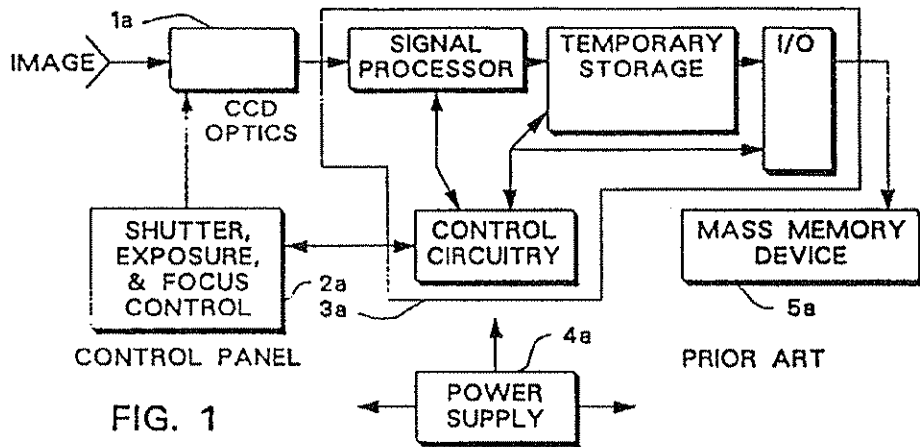 1a
IMAGE
CCD
OPTICS
SIGNAL
PROCESSOR
TEMPORARY
STORAGE
I/O
SHUTTER,
EXPOSURE,
& FOCUS
CONTROL
2a
3a
CONTROL PANEL
CONTROL
CIRCUITRY
MASS MEMORY
DEVICE
5a
4a
PRIOR ART
POWER
SUPPLY
FIG. 1